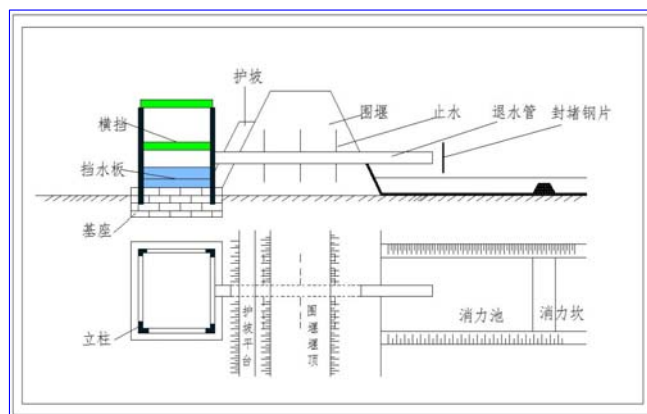 护坡
围堰
止水
退水管
封堵钢片
横挡
挡水板
基座
立柱
护坡平台
围堰堰顶
消力池
消力坎